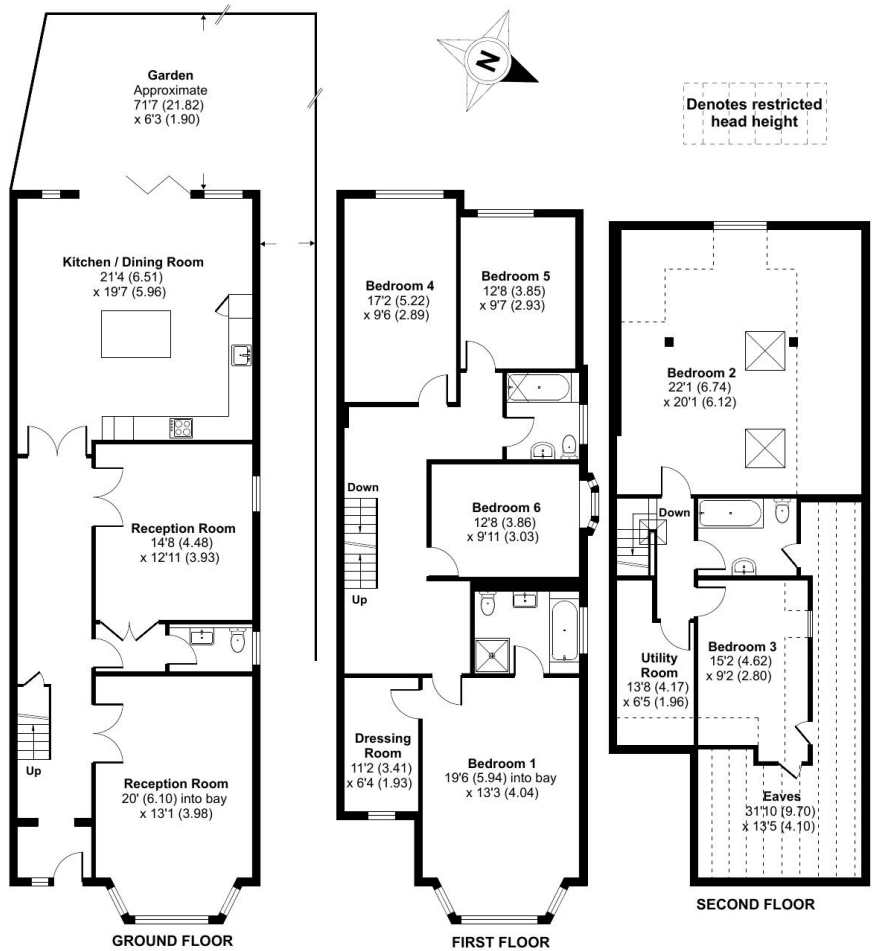 Garden
Approximate
71'7 (21.82)
x 6'3 (1.90)
N
Denotes restricted
head height
Kitchen / Dining Room
21'4 (6.51)
x 19'7 (5.96)
Reception Room
14'8 (4.48)
x 12'11 (3.93)
Up
Reception Room
20' (6.10) into bay
x 13'1 (3.98)
GROUND FLOOR
Bedroom 4
17'2 (5.22)
x 9'6 (2.89)
Bedroom 5
12'8 (3.85)
x 9'7 (2.93)
Down
Up
Bedroom 6
12'8 (3.86)
x 9'11 (3.03)
Dressing
Room
11'2 (3.41)
x 6'4 (1.93)
Bedroom 1
19'6 (5.94) into bay
x 13'3 (4.04)
FIRST FLOOR
Bedroom 2
22'1 (6.74)
x 20'1 (6.12)
Down
Utility
Room
13'8 (4.17)
x 6'5 (1.96)
Bedroom 3
15'2 (4.62)
x 9'2 (2.80)
Eaves
31'10 (9.70)
x 13'5 (4.10)
SECOND FLOOR